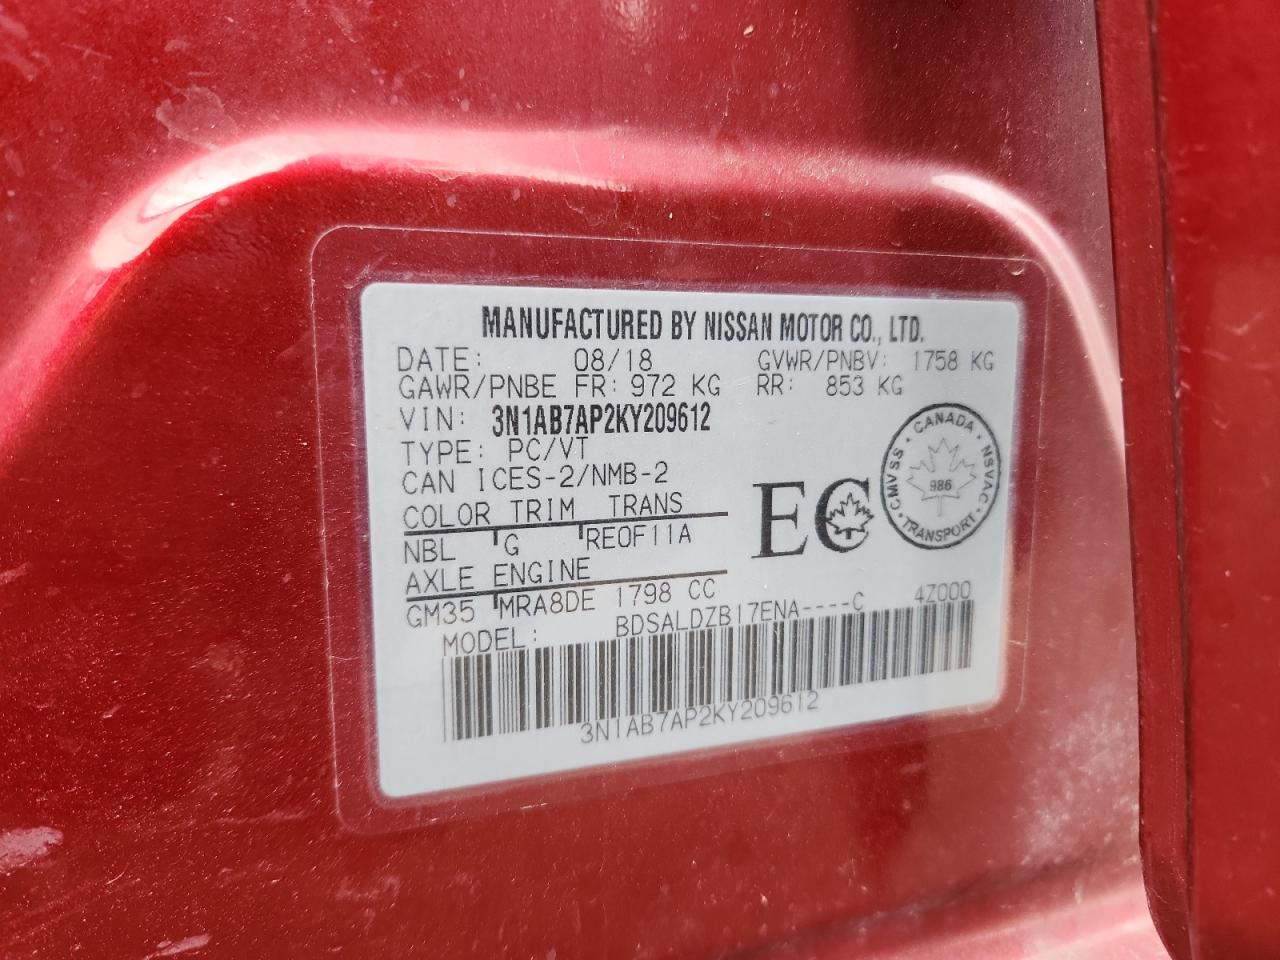 MANUFACTURED BY NISSAN MOTOR CO., LTD.
DATE: 08/18 GVWR/PNBV: 1758 KG
GAWR/PNBE FR: 972 KG RR: 853 KG
VIN: 3N1AB7AP2KY209612
TYPE: PC/VT
CAN ICES-2/NMB-2
COLOR TRIM TRANS
NBL G RE0F11A
AXLE ENGINE
GM35 MRA8DE 1798 CC
MODEL: BDSALDZB17ENA----C 4Z000
3N1AB7AP2KY209612
EC
CMVSS · CANADA · NSVAC · TRANSPORT ·
986